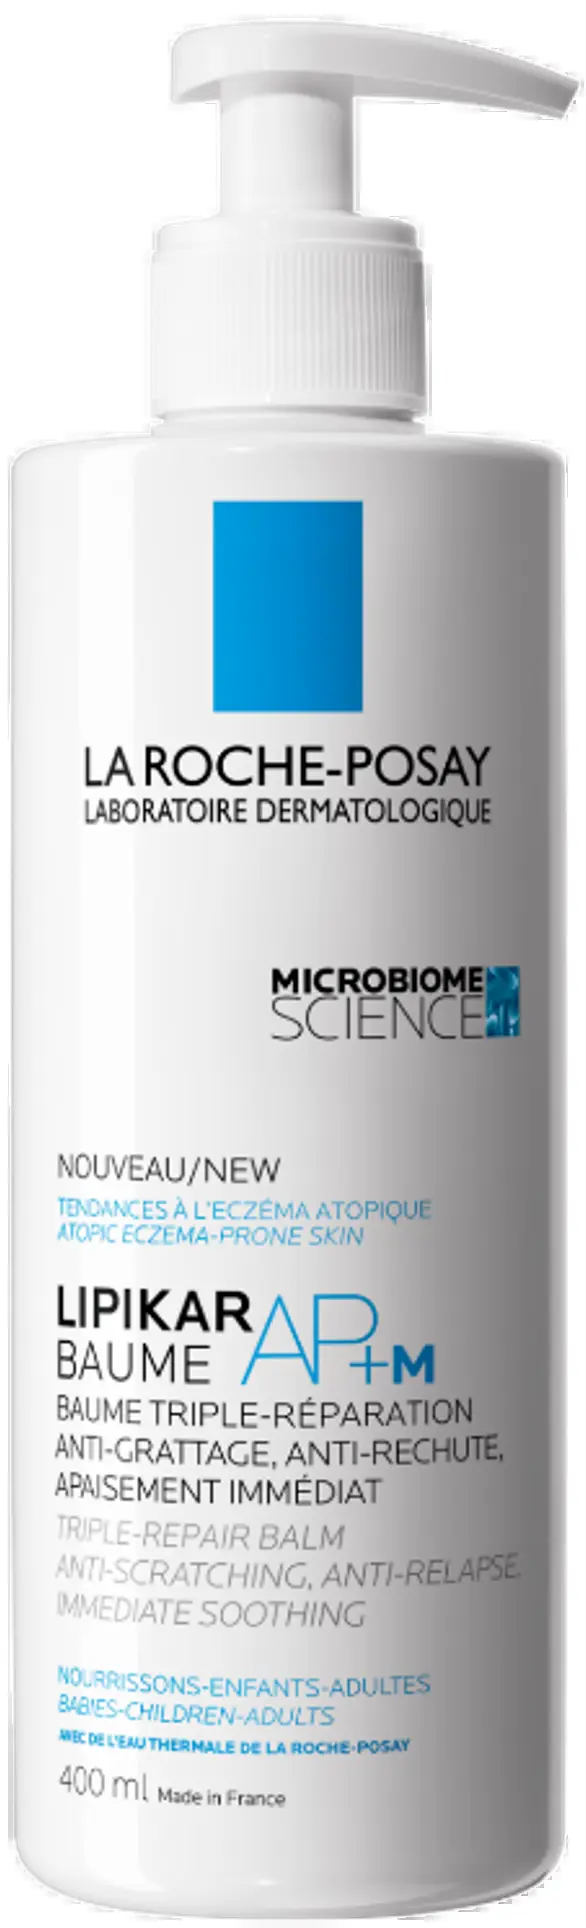 LA ROCHE-POSAY
LABORATOIRE DERMATOLOGIQUE
MICROBIOME
SCIENCE
NOUVEAU/NEW
TENDANCES À L'ECZÉMA ATOPIQUE
ATOPIC ECZEMA-PRONE SKIN
LIPIKAR
BAUME AP+M
BAUME TRIPLE-RÉPARATION
ANTI-GRATTAGE, ANTI-RECHUTE,
APAISEMENT IMMÉDIAT
TRIPLE-REPAIR BALM
ANTI-SCRATCHING, ANTI-RELAPSE,
IMMEDIATE SOOTHING
NOURRISSONS-ENFANTS-ADULTES
BABIES-CHILDREN-ADULTS
AVEC DE L'EAU THERMALE DE LA ROCHE-POSAY
400 ml Made in France